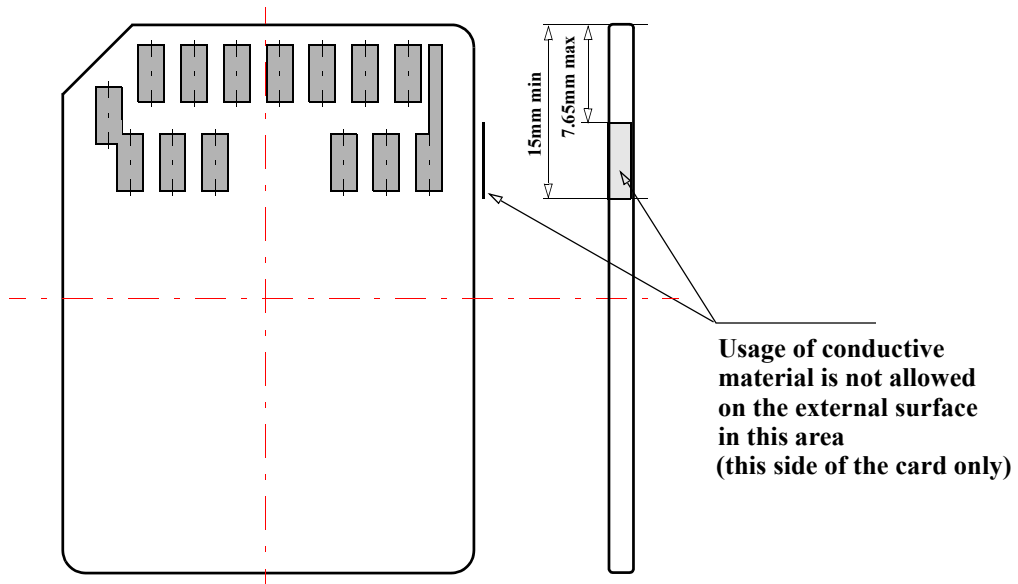 15mm min
7.65mm max
Usage of conductive
material is not allowed
on the external surface
in this area
(this side of the card only)